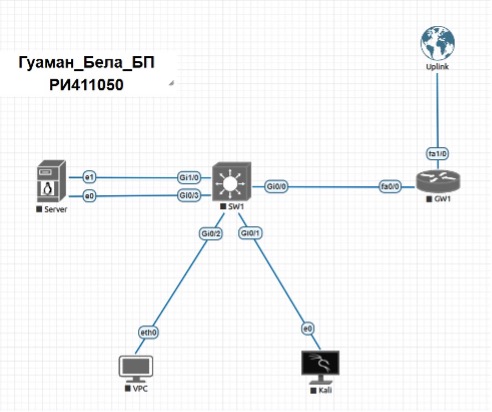 Гуаман_Бела_БП
РИ411050
Uplink
fa1/0
e1
Gi1/0
Gi0/0
fa0/0
e0
Gi0/3
Server
SW1
GW1
Gi0/2
Gi0/1
eth0
e0
VPC
Kali